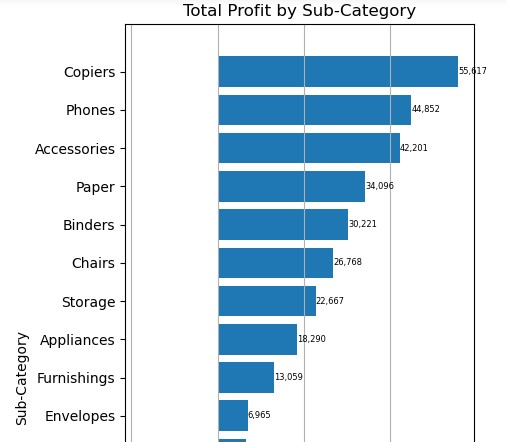 Total Profit by Sub-Category
Copiers 55,617
Phones 44,852
Accessories 42,201
Paper 34,096
Binders 30,221
Chairs 26,768
Storage 22,667
Appliances 18,290
Furnishings 13,059
Envelopes 6,965
Sub-Category